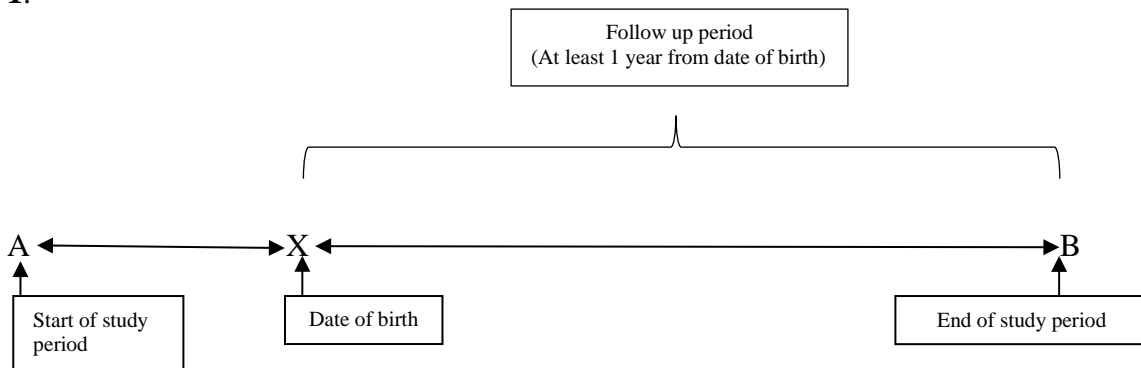 Follow up period
(At least 1 year from date of birth)
A
X
B
Start of study
period
Date of birth
End of study period